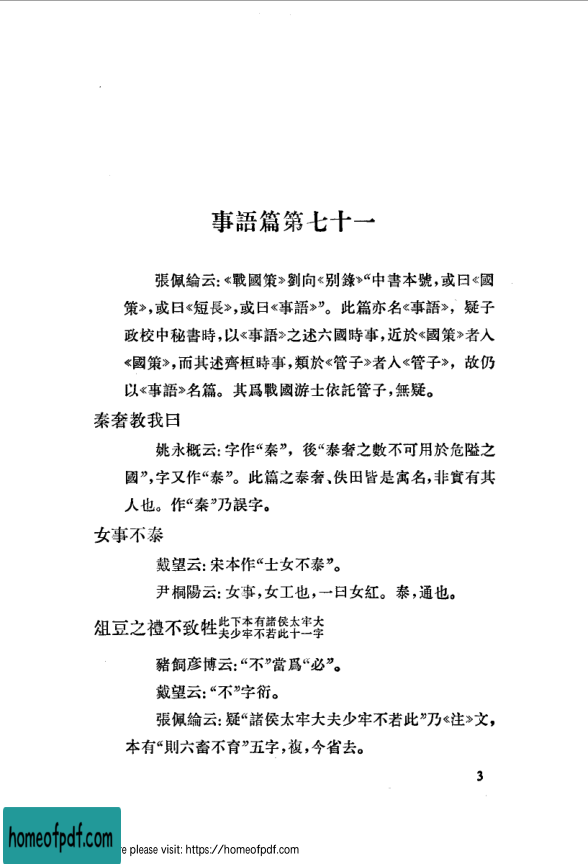 事語篇第七十一
張佩綸云:《戰國策》劉向《别錄》“中書本號,或曰《國
策》,或曰《短長》,或曰《事語》”。此篇亦名《事語》,疑子
政校中秘書時,以《事語》之述六國時事,近於《國策》者入
《國策》,而其述齊桓時事,類於《管子》者入《管子》,故仍
以《事語》名篇。其爲戰國游士依託管子,無疑。
秦奢教我曰
姚永概云:字作“秦”,後“泰奢之數不可用於危隘之
國”,字又作“泰”。此篇之泰奢、佚田皆是寓名,非實有其
人也。作“秦”乃誤字。
女事不泰
戴望云:宋本作“士女不泰”。
尹桐陽云:女事,女工也,一曰女紅。泰,通也。
俎豆之禮不致牲此下本有諸侯太牢大
夫少牢不若此十一字
豬飼彦博云:“不”當爲“必”。
戴望云:“不”字衍。
張佩綸云:疑“諸侯太牢大夫少牢不若此”乃《注》文,
本有“則六畜不育”五字,複,今省去。
3
homeofpdf.com
re please visit: https://homeofpdf.com